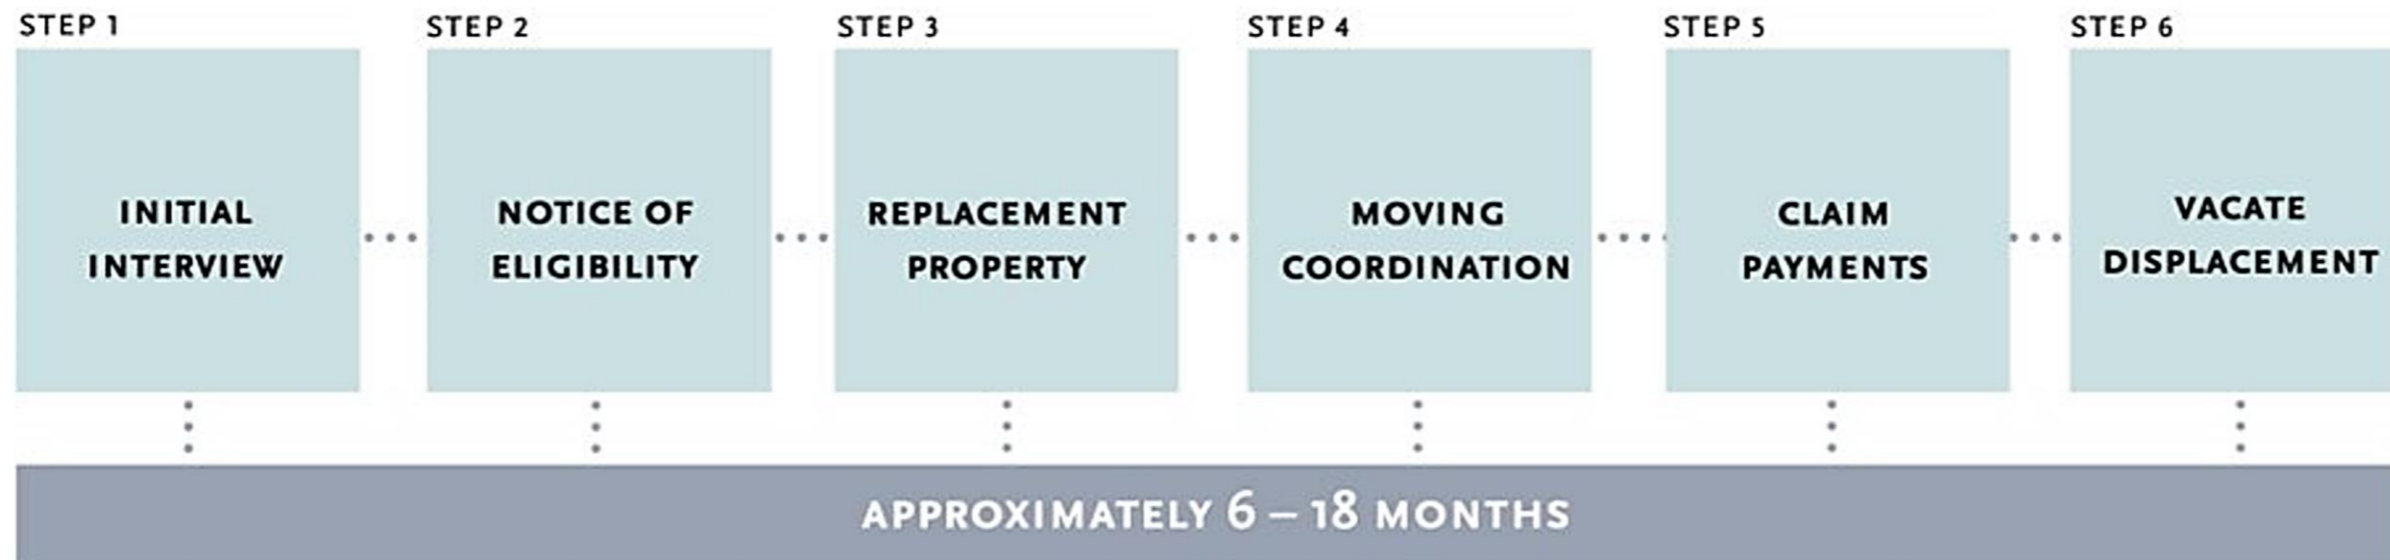 STEP 1
INITIAL
INTERVIEW
STEP 2
NOTICE OF
ELIGIBILITY
STEP 3
REPLACEMENT
PROPERTY
STEP 4
MOVING
COORDINATION
STEP 5
CLAIM
PAYMENTS
STEP 6
VACATE
DISPLACEMENT
APPROXIMATELY 6 – 18 MONTHS